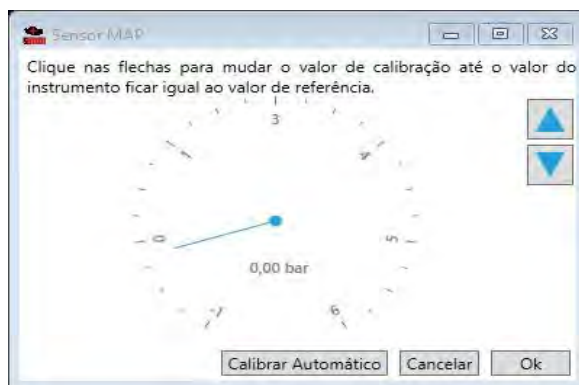 Sensor MAP
Clique nas flechas para mudar o valor de calibração até o valor do
instrumento ficar igual ao valor de referência.
3
4
0
5
0,00 bar
-1
6
Calibrar Automático Cancelar Ok